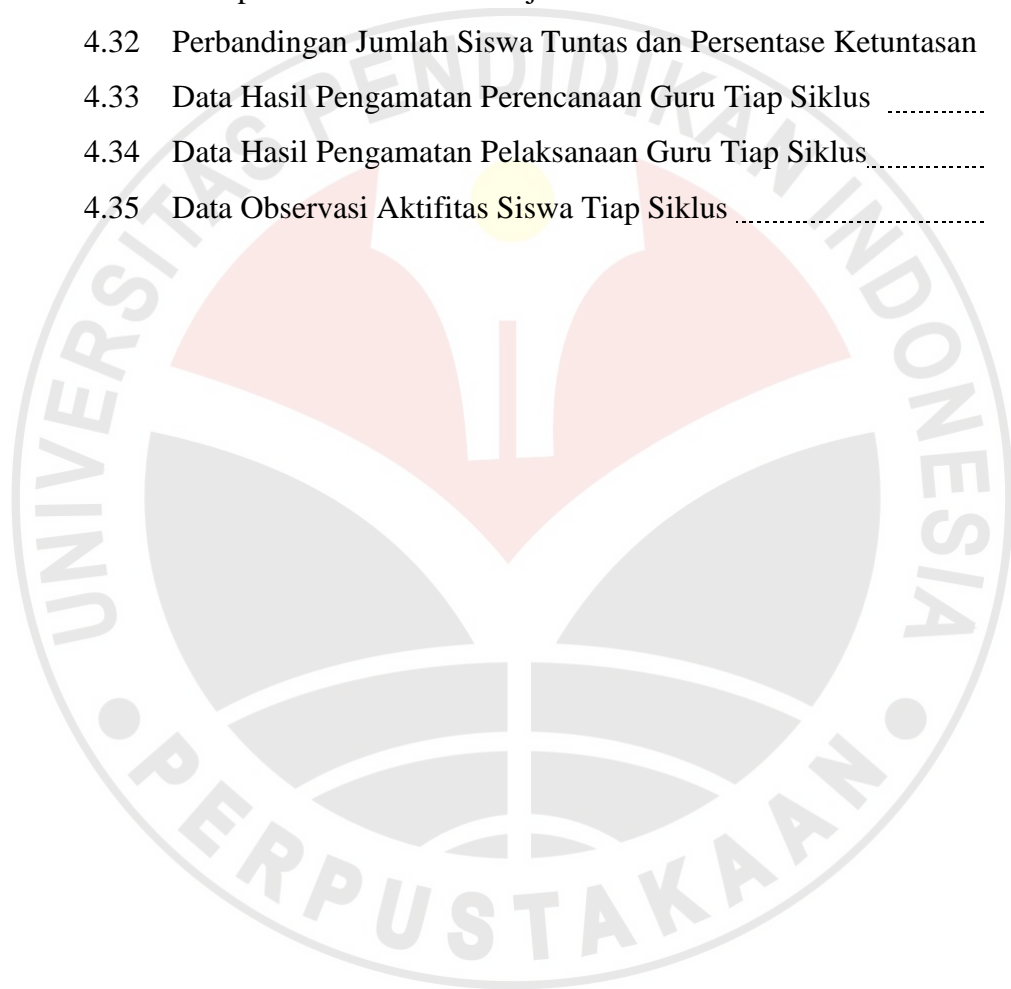 4.32 Perbandingan Jumlah Siswa Tuntas dan Persentase Ketuntasan
4.33 Data Hasil Pengamatan Perencanaan Guru Tiap Siklus
4.34 Data Hasil Pengamatan Pelaksanaan Guru Tiap Siklus
4.35 Data Observasi Aktifitas Siswa Tiap Siklus
UNIVERSITAS PENDIDIKAN INDONESIA
PERPUSTAKAAN